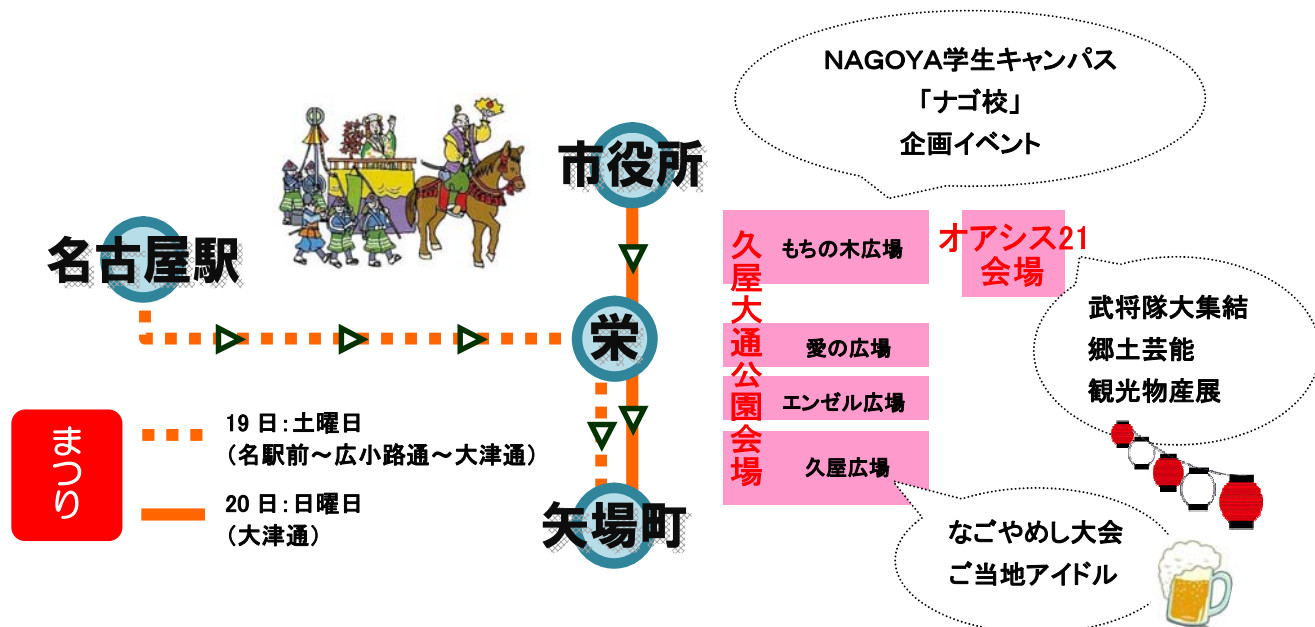 NAGOYA学生キャンパス
「ナゴ校」
企画イベント
市役所
名古屋駅
栄
矢場町
まつり
19日:土曜日
(名駅前～広小路通～大津通)
20日:日曜日
(大津通)
久屋大通公園会場
もちの木広場
愛の広場
エンゼル広場
久屋広場
オアシス21
会場
武将隊大集結
郷土芸能
観光物産展
なごやめし大会
ご当地アイドル